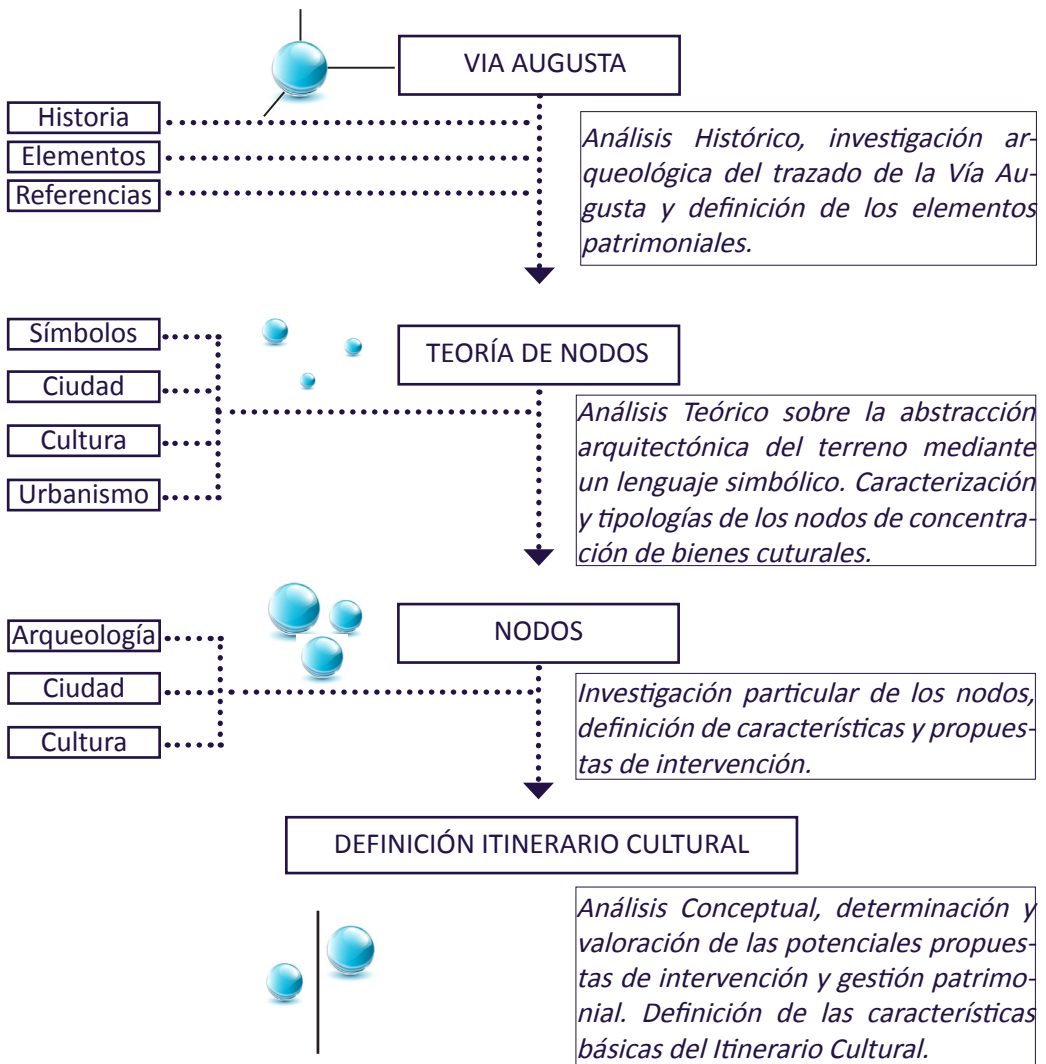 VIA AUGUSTA
Historia
Elementos
Referencias
Análisis Histórico, investigación ar-
queológica del trazado de la Vía Au-
gusta y definición de los elementos
patrimoniales.
Símbolos
Ciudad
Cultura
Urbanismo
TEORÍA DE NODOS
Análisis Teórico sobre la abstracción
arquitectónica del terreno mediante
un lenguaje simbólico. Caracterización
y tipologías de los nodos de concentra-
ción de bienes cuturales.
Arqueología
Ciudad
Cultura
NODOS
Investigación particular de los nodos,
definición de características y propues-
tas de intervención.
DEFINICIÓN ITINERARIO CULTURAL
Análisis Conceptual, determinación y
valoración de las potenciales propues-
tas de intervención y gestión patrimo-
nial. Definición de las características
básicas del Itinerario Cultural.